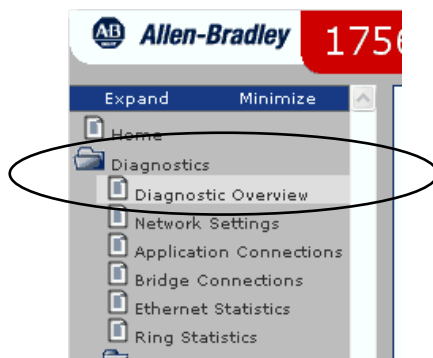 AB Allen-Bradley 1756
Expand Minimize
Home
Diagnostics
Diagnostic Overview
Network Settings
Application Connections
Bridge Connections
Ethernet Statistics
Ring Statistics